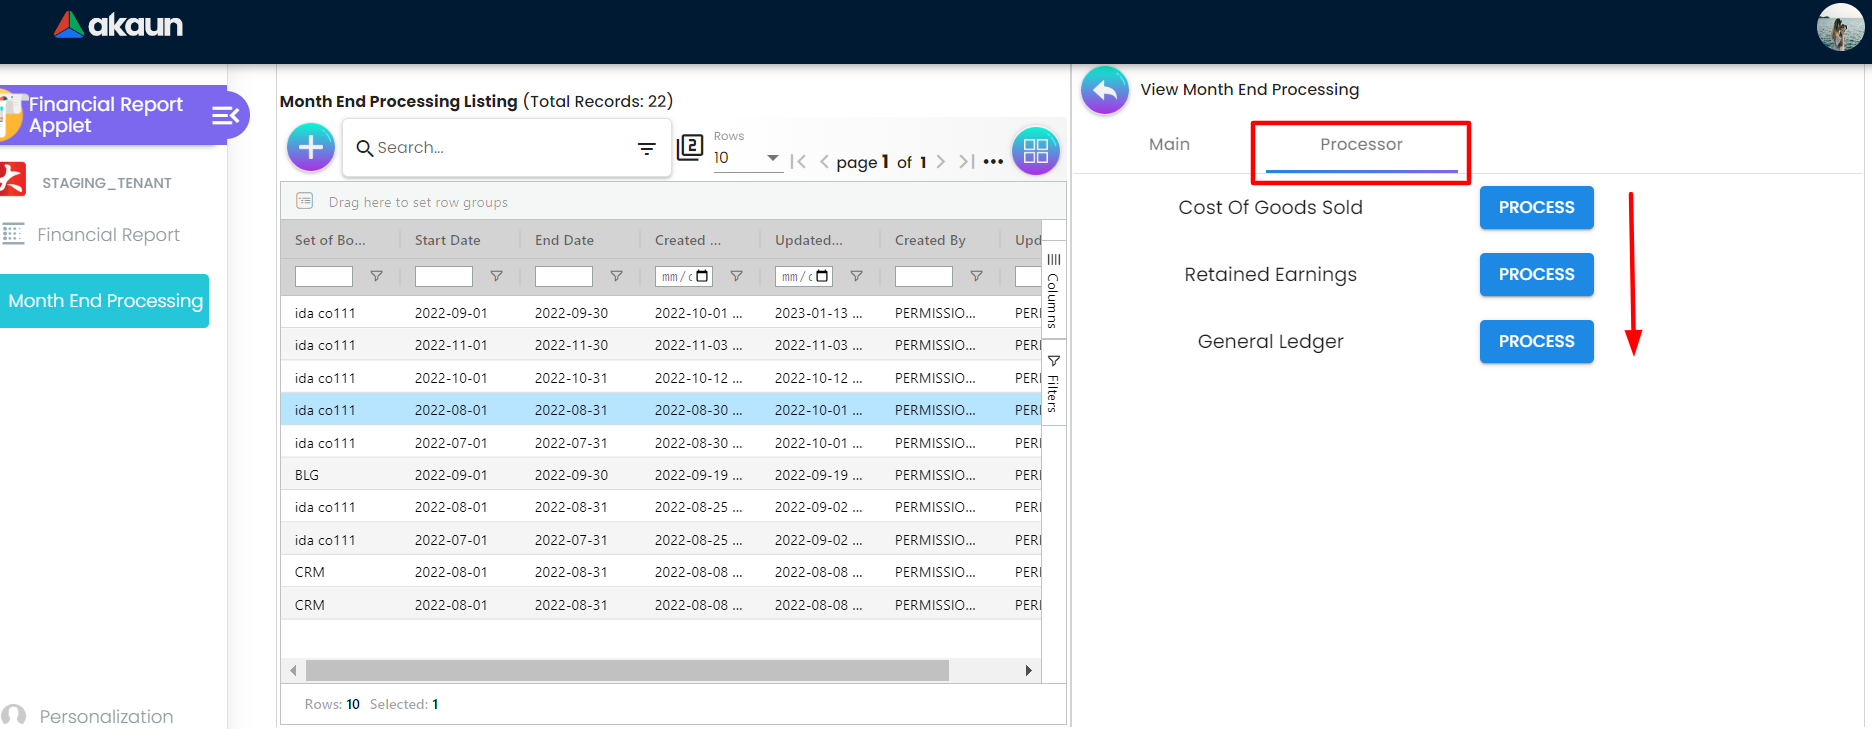 akaun
Financial Report
Applet
STAGING_TENANT
Financial Report
Month End Processing
Personalization
Month End Processing Listing (Total Records: 22)
Search...
2
Rows
10
page 1 of 1
Drag here to set row groups
Set of Bo... Start Date End Date Created ... Updated... Created By Upd
mm / d mm / d
ida co111 2022-09-01 2022-09-30 2022-10-01 ... 2023-01-13 ... PERMISSIO... PERI
ida co111 2022-11-01 2022-11-30 2022-11-03 ... 2022-11-03 ... PERMISSIO... PERI
ida co111 2022-10-01 2022-10-31 2022-10-12 ... 2022-10-12 ... PERMISSIO... PERI
ida co111 2022-08-01 2022-08-31 2022-08-30 ... 2022-10-01 ... PERMISSIO... PERI
ida co111 2022-07-01 2022-07-31 2022-08-30 ... 2022-10-01 ... PERMISSIO... PERI
BLG 2022-09-01 2022-09-30 2022-09-19 ... 2022-09-19 ... PERMISSIO... PERI
ida co111 2022-08-01 2022-08-31 2022-08-25 ... 2022-09-02 ... PERMISSIO... PERI
ida co111 2022-07-01 2022-07-31 2022-08-25 ... 2022-09-02 ... PERMISSIO... PERI
CRM 2022-08-01 2022-08-31 2022-08-08 ... 2022-08-08 ... PERMISSIO... PERI
CRM 2022-08-01 2022-08-31 2022-08-08 ... 2022-08-08 ... PERMISSIO... PERI
Columns
Filters
Rows: 10 Selected: 1
View Month End Processing
Main Processor
Cost Of Goods Sold PROCESS
Retained Earnings PROCESS
General Ledger PROCESS